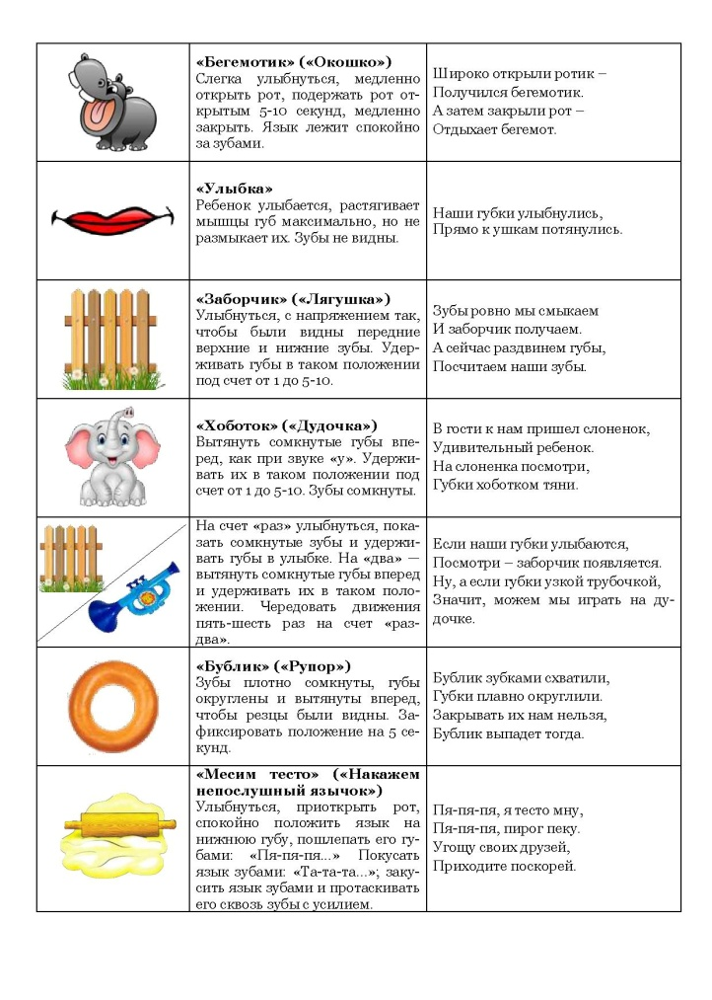 «Бегемотик» («Окошко»)
Слегка улыбнуться, медленно
открыть рот, подержать рот от-
крытым 5-10 секунд, медленно
закрыть. Язык лежит спокойно
за зубами.
Широко открыли ротик –
Получился бегемотик.
А затем закрыли рот –
Отдыхает бегемот.
«Улыбка»
Ребенок улыбается, растягивает
мышцы губ максимально, но не
размыкает их. Зубы не видны.
Наши губки улыбнулись,
Прямо к ушкам потянулись.
«Заборчик» («Лягушка»)
Улыбнуться, с напряжением так,
чтобы были видны передние
верхние и нижние зубы. Удер-
живать губы в таком положении
под счет от 1 до 5-10.
Зубы ровно мы смыкаем
И заборчик получаем.
А сейчас раздвинем губы,
Посчитаем наши зубы.
«Хоботок» («Дудочка»)
Вытянуть сомкнутые губы впе-
ред, как при звуке «у». Удержи-
вать их в таком положении под
счет от 1 до 5-10. Зубы сомкнуты.
В гости к нам пришел слоненок,
Удивительный ребенок.
На слоненка посмотри,
Губки хоботком тяни.
На счет «раз» улыбнуться, пока-
зать сомкнутые зубы и удержи-
вать губы в улыбке. На «два» —
вытянуть сомкнутые губы вперед
и удерживать их в таком поло-
жении. Чередовать движения
пять-шесть раз на счет «раз-
два».
Если наши губки улыбаются,
Посмотри – заборчик появляется.
Ну, а если губки узкой трубочкой,
Значит, можем мы играть на ду-
дочке.
«Бублик» («Рупор»)
Зубы плотно сомкнуты, губы
округлены и вытянуты вперед,
чтобы резцы были видны. За-
фиксировать положение на 5 се-
кунд.
Бублик зубками схватили,
Губки плавно округлили.
Закрывать их нам нельзя,
Бублик выпадет тогда.
«Месим тесто» («Накажем
непослушный язычок»)
Улыбнуться, приоткрыть рот,
спокойно положить язык на
нижнюю губу, пошлепать его гу-
бами: «Пя-пя-пя…» Покусать
язык зубами: «Та-та-та…»; заку-
сить язык зубами и протаскивать
его сквозь зубы с усилием.
Пя-пя-пя, я тесто мну,
Пя-пя-пя, пирог пеку.
Угощу своих друзей,
Приходите поскорей.